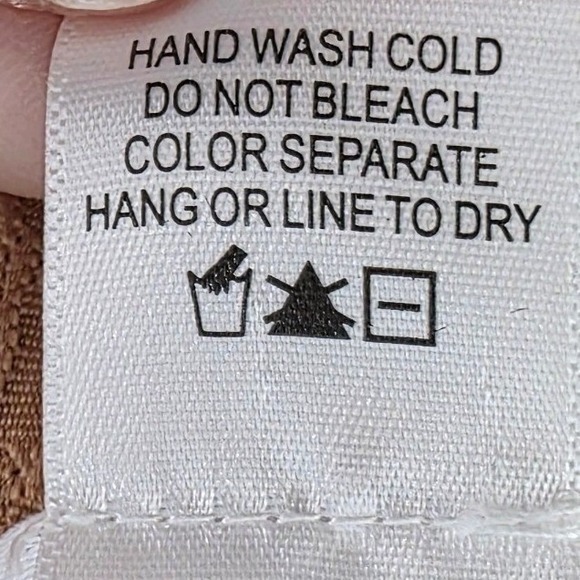 HAND WASH COLD
DO NOT BLEACH
COLOR SEPARATE
HANG OR LINE TO DRY